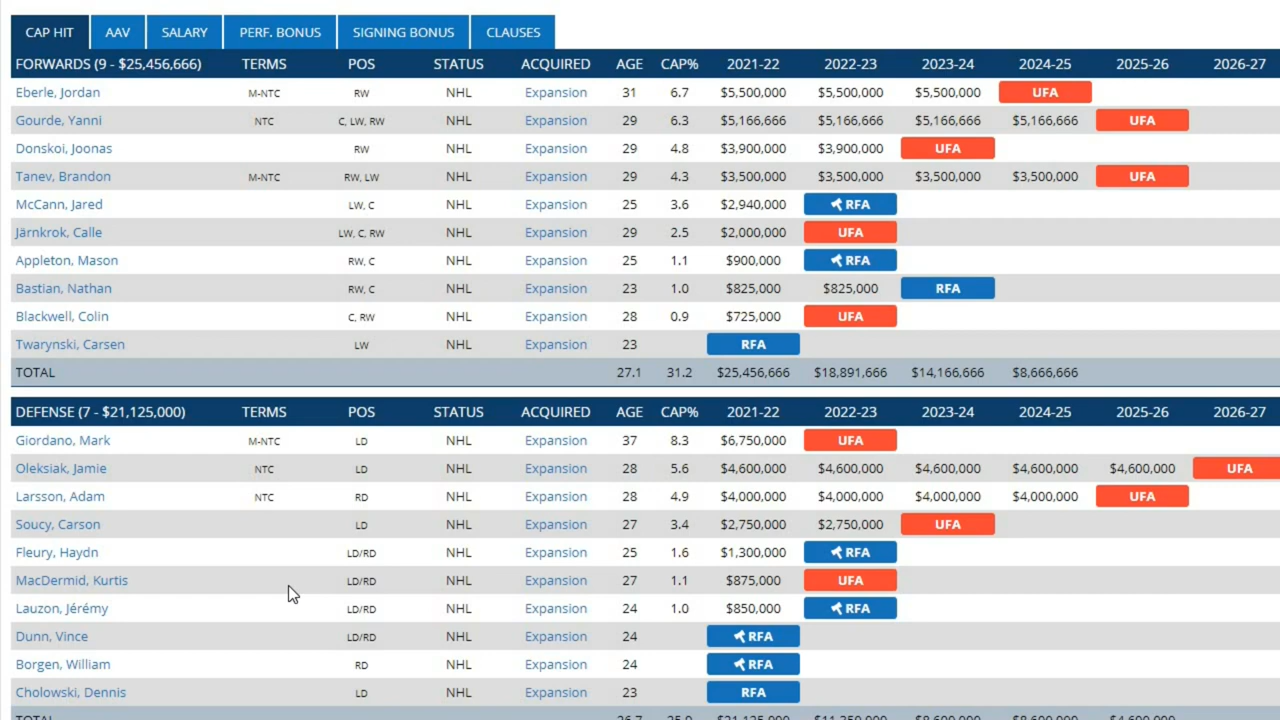 CAP HIT AAV SALARY PERF. BONUS SIGNING BONUS CLAUSES
FORWARDS (9 - $25,456,666) TERMS POS STATUS ACQUIRED AGE CAP% 2021-22 2022-23 2023-24 2024-25 2025-26 2026-27
Eberle, Jordan M-NTC RW NHL Expansion 31 6.7 $5,500,000 $5,500,000 $5,500,000 UFA
Gourde, Yanni NTC C, LW, RW NHL Expansion 29 6.3 $5,166,666 $5,166,666 $5,166,666 $5,166,666 UFA
Donskoi, Joonas RW NHL Expansion 29 4.8 $3,900,000 $3,900,000 UFA
Tanev, Brandon M-NTC RW, LW NHL Expansion 29 4.3 $3,500,000 $3,500,000 $3,500,000 $3,500,000 UFA
McCann, Jared LW, C NHL Expansion 25 3.6 $2,940,000 RFA
Järnkrok, Calle LW, C, RW NHL Expansion 29 2.5 $2,000,000 UFA
Appleton, Mason RW, C NHL Expansion 25 1.1 $900,000 RFA
Bastian, Nathan RW, C NHL Expansion 23 1.0 $825,000 $825,000 RFA
Blackwell, Colin C, RW NHL Expansion 28 0.9 $725,000 UFA
Twarynski, Carsen LW NHL Expansion 23 RFA
TOTAL 27.1 31.2 $25,456,666 $18,891,666 $14,166,666 $8,666,666
DEFENSE (7 - $21,125,000) TERMS POS STATUS ACQUIRED AGE CAP% 2021-22 2022-23 2023-24 2024-25 2025-26 2026-27
Giordano, Mark M-NTC LD NHL Expansion 37 8.3 $6,750,000 UFA
Oleksiak, Jamie NTC LD NHL Expansion 28 5.6 $4,600,000 $4,600,000 $4,600,000 $4,600,000 $4,600,000 UFA
Larsson, Adam NTC RD NHL Expansion 28 4.9 $4,000,000 $4,000,000 $4,000,000 $4,000,000 UFA
Soucy, Carson LD NHL Expansion 27 3.4 $2,750,000 $2,750,000 UFA
Fleury, Haydn LD/RD NHL Expansion 25 1.6 $1,300,000 RFA
MacDermid, Kurtis LD/RD NHL Expansion 27 1.1 $875,000 UFA
Lauzon, Jérémy LD/RD NHL Expansion 24 1.0 $850,000 RFA
Dunn, Vince LD/RD NHL Expansion 24 RFA
Borgen, William RD NHL Expansion 24 RFA
Cholowski, Dennis LD NHL Expansion 23 RFA
TOTAL